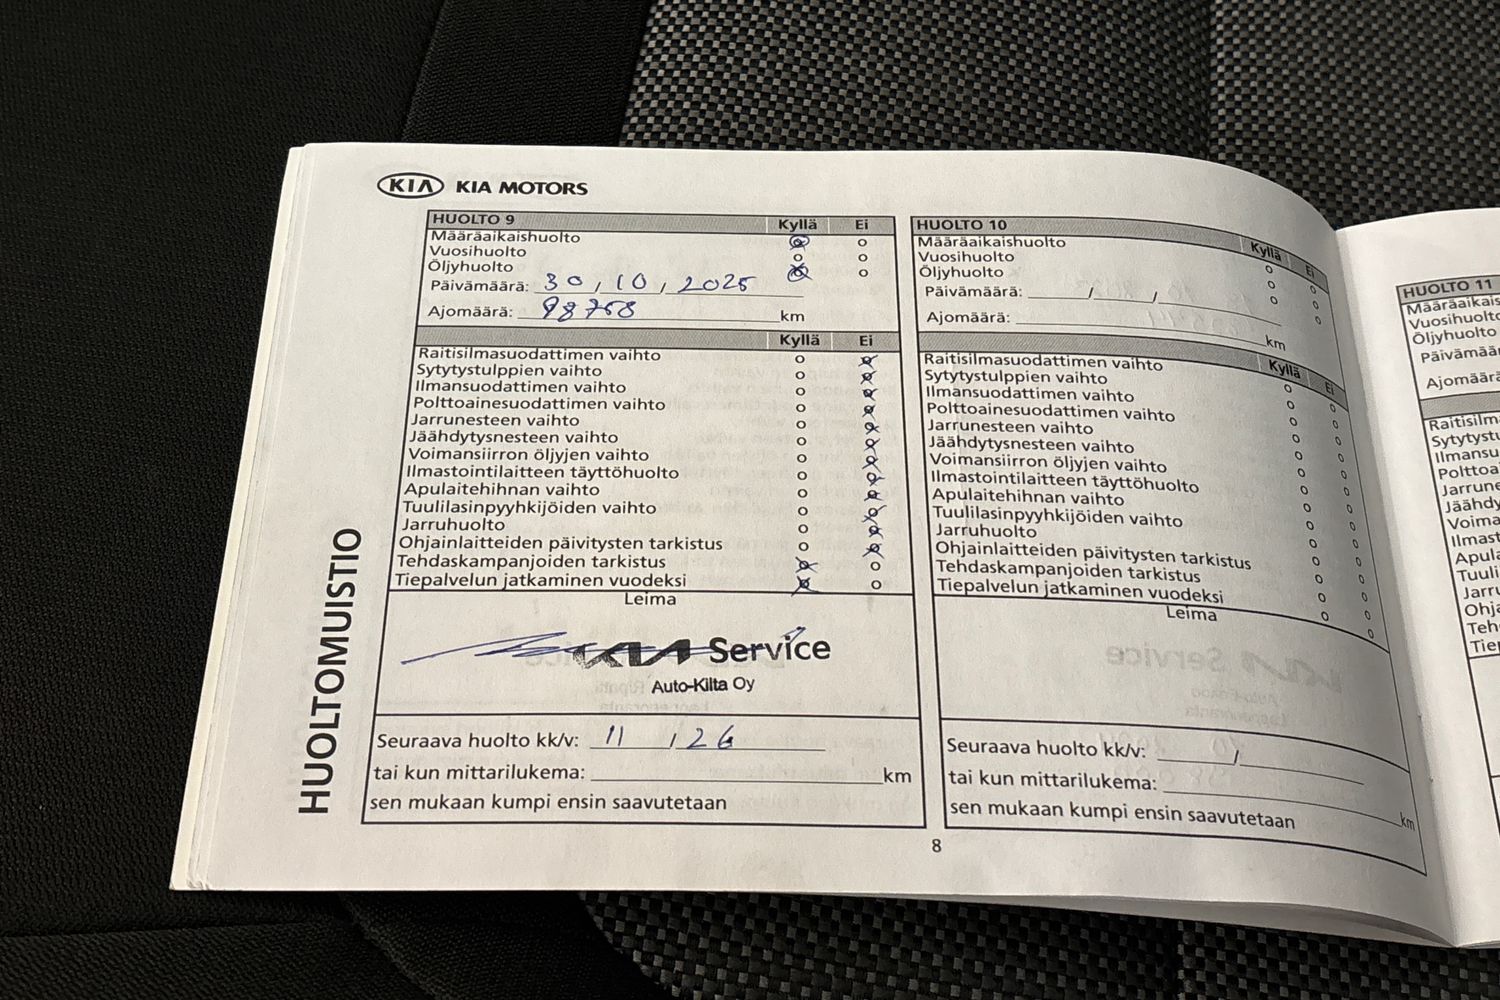 KIA KIA MOTORS
HUOLTO 9 Kyllä Ei
Määräaikaishuolto
Vuosihuolto
Öljyhuolto
Päivämäärä: 30 / 10 / 2025
Ajomäärä: 98768 km
Kyllä Ei
Raitisilmasuodattimen vaihto
Sytytystulppien vaihto
Ilmansuodattimen vaihto
Polttoainesuodattimen vaihto
Jarrunesteen vaihto
Jäähdytysnesteen vaihto
Voimansiirron öljyjen vaihto
Ilmastointilaitteen täyttöhuolto
Apulaitehihnan vaihto
Tuulilasinpyyhkijöiden vaihto
Jarruhuolto
Ohjainlaitteiden päivitysten tarkistus
Tehdaskampanjoiden tarkistus
Tiepalvelun jatkaminen vuodeksi
Leima
KIA Service
Auto-Kilta Oy
Seuraava huolto kk/v: 11 / 26
tai kun mittarilukema: km
sen mukaan kumpi ensin saavutetaan
HUOLTOMUISTIO
HUOLTO 10 Kyllä Ei
Määräaikaishuolto
Vuosihuolto
Öljyhuolto
Päivämäärä: / /
Ajomäärä: km
Kyllä Ei
Raitisilmasuodattimen vaihto
Sytytystulppien vaihto
Ilmansuodattimen vaihto
Polttoainesuodattimen vaihto
Jarrunesteen vaihto
Jäähdytysnesteen vaihto
Voimansiirron öljyjen vaihto
Ilmastointilaitteen täyttöhuolto
Apulaitehihnan vaihto
Tuulilasinpyyhkijöiden vaihto
Jarruhuolto
Ohjainlaitteiden päivitysten tarkistus
Tehdaskampanjoiden tarkistus
Tiepalvelun jatkaminen vuodeksi
Leima
Seuraava huolto kk/v: /
tai kun mittarilukema: km
sen mukaan kumpi ensin saavutetaan
8
HUOLTO 11
Vuosihuolto
Öljyhuolto